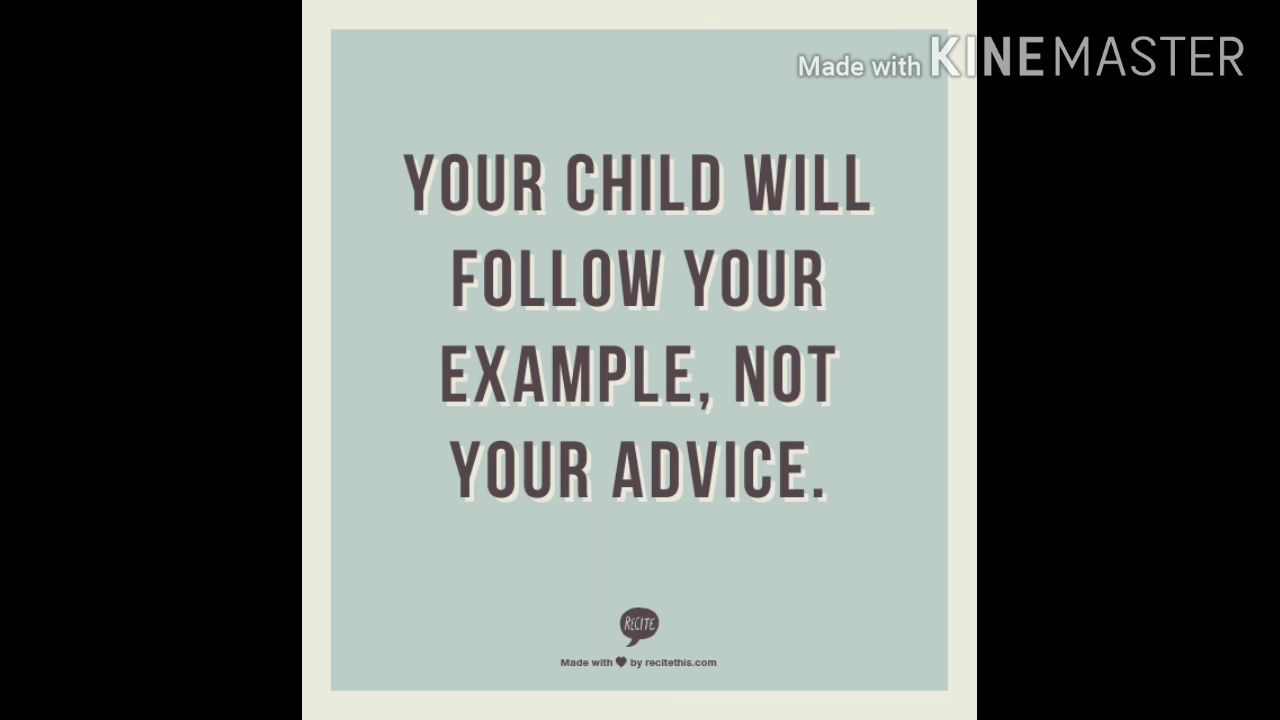 Made with KINEMASTER
YOUR CHILD WILL
FOLLOW YOUR
EXAMPLE, NOT
YOUR ADVICE.
RECITE
Made with ♥ by recitethis.com